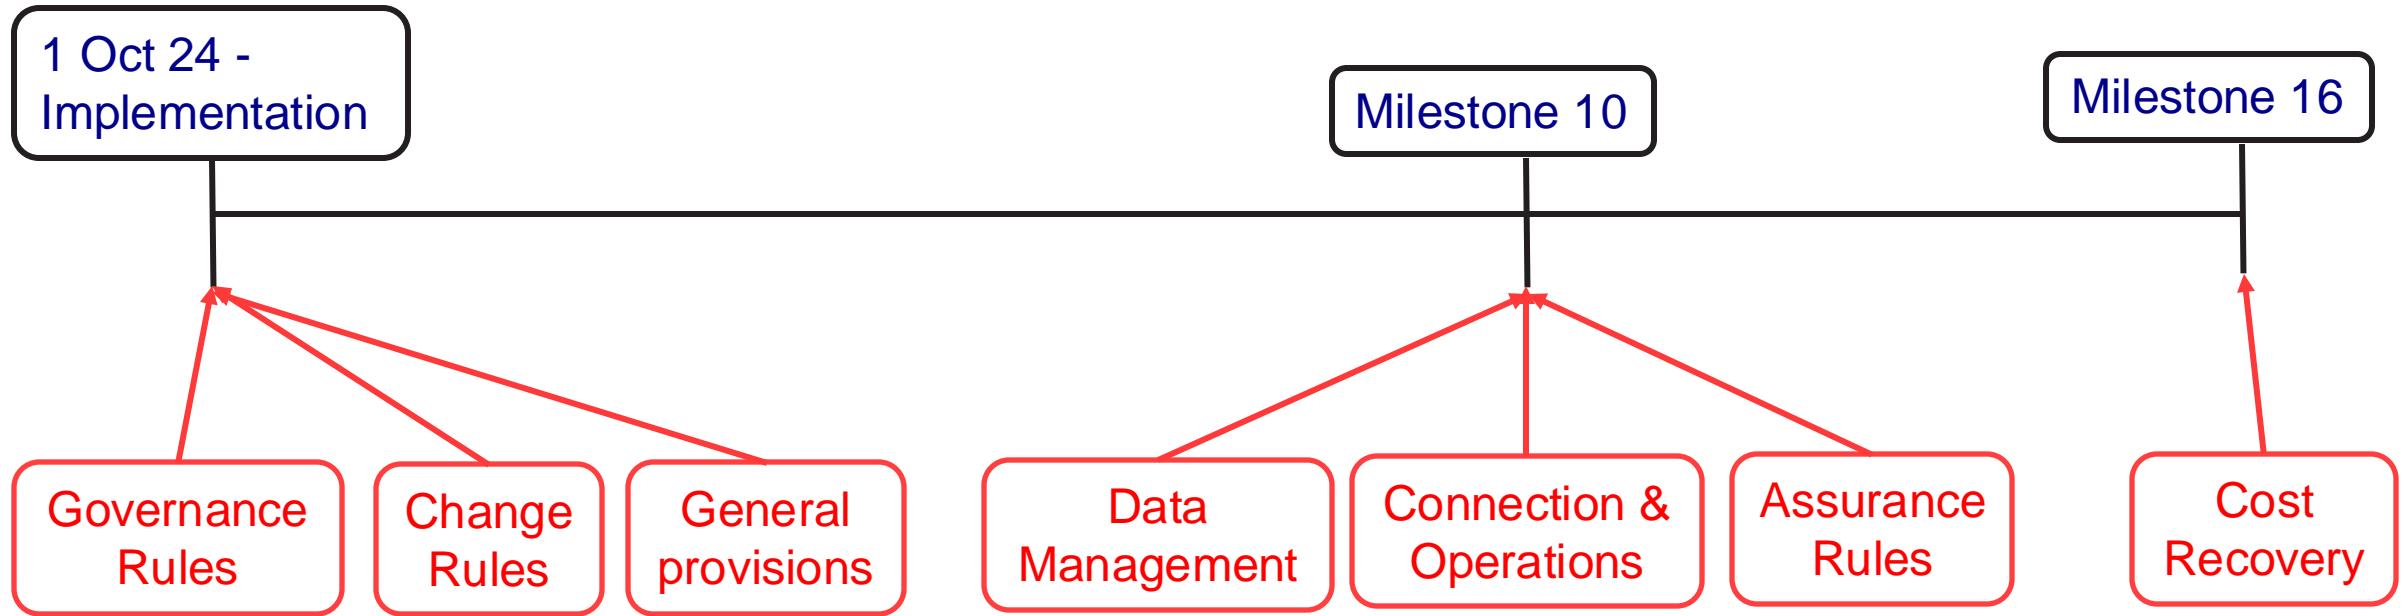 1 Oct 24 -
Implementation
Milestone 10
Milestone 16
Governance
Rules
Change
Rules
General
provisions
Data
Management
Connection &
Operations
Assurance
Rules
Cost
Recovery